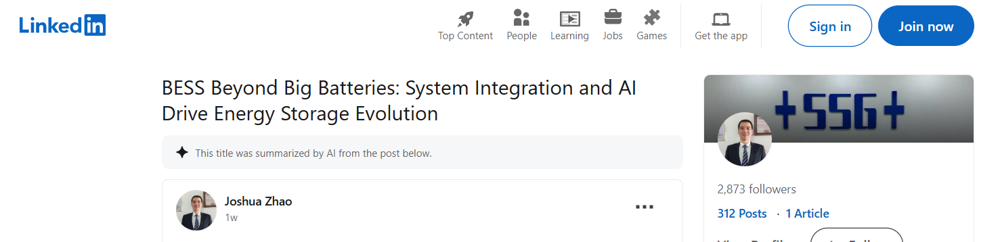 Linked in
Top Content
People
Learning
Jobs
Games
Get the app
Sign in
Join now
BESS Beyond Big Batteries: System Integration and AI
Drive Energy Storage Evolution
This title was summarized by AI from the post below.
Joshua Zhao
1w
SSG
2,873 followers
312 Posts · 1 Article